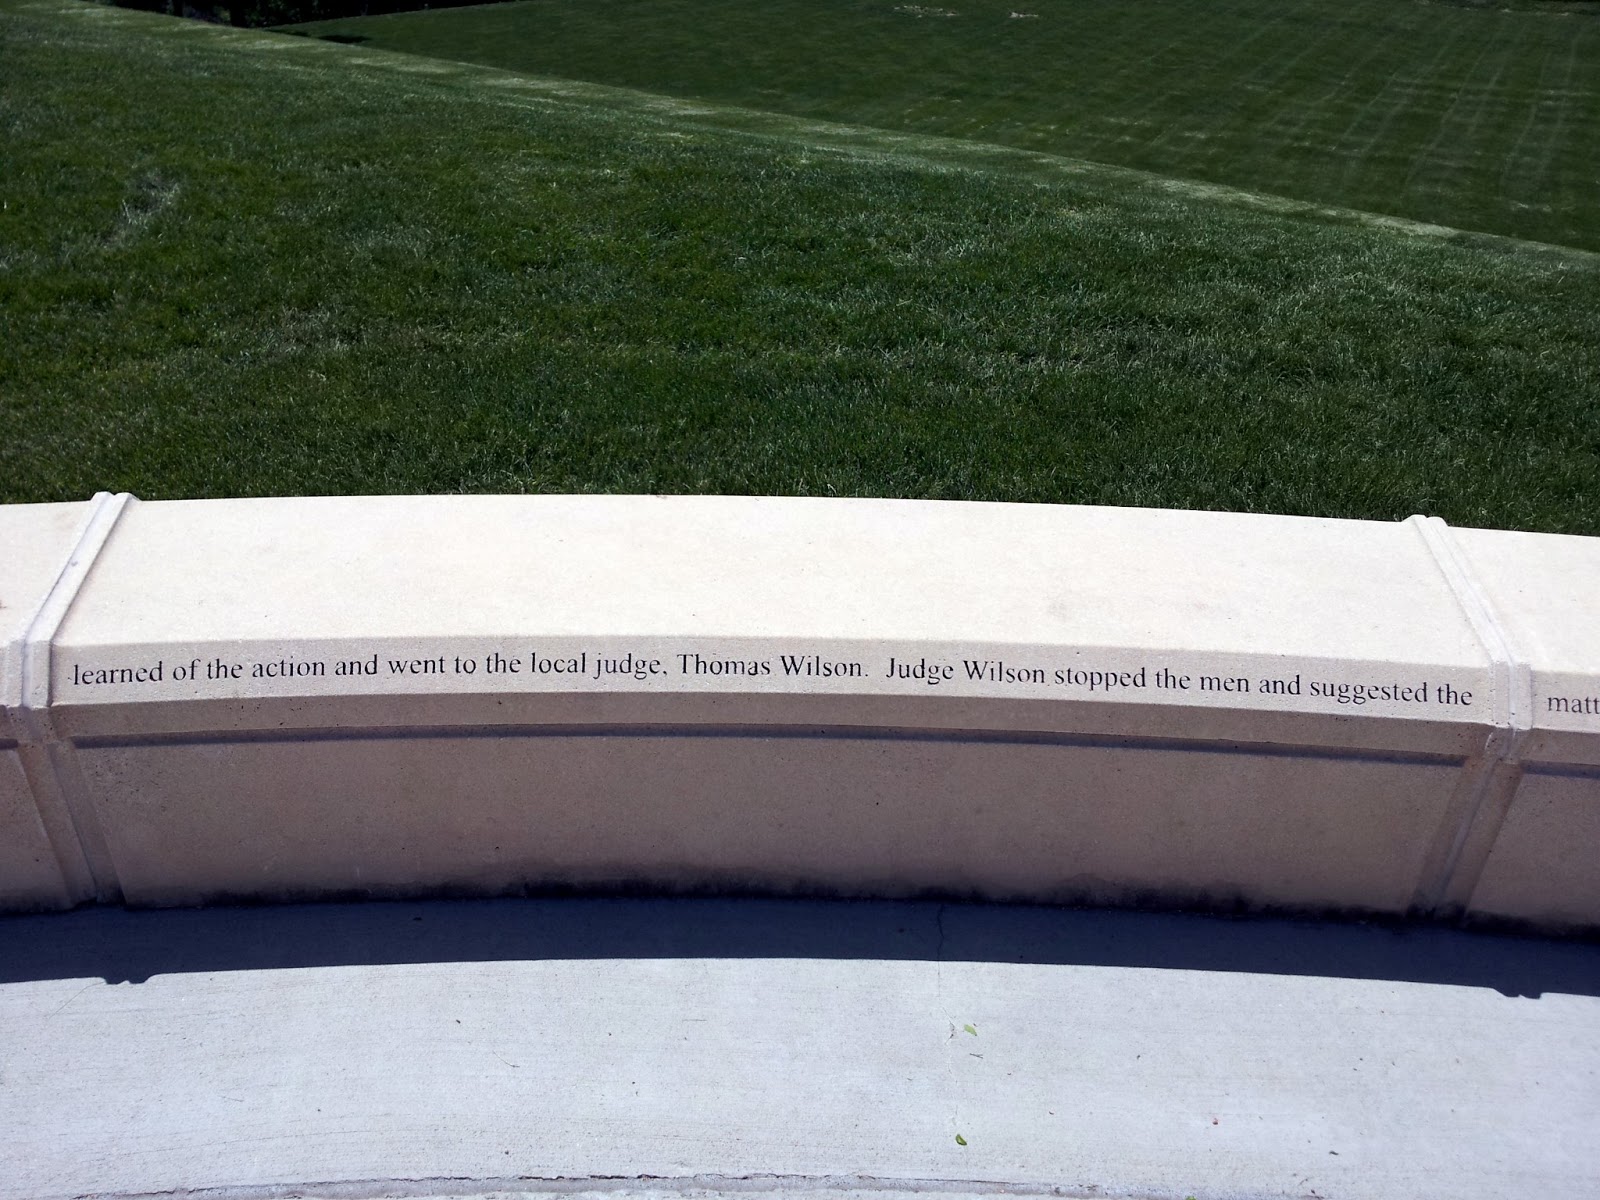 learned of the action and went to the local judge, Thomas Wilson. Judge Wilson stopped the men and suggested the matt